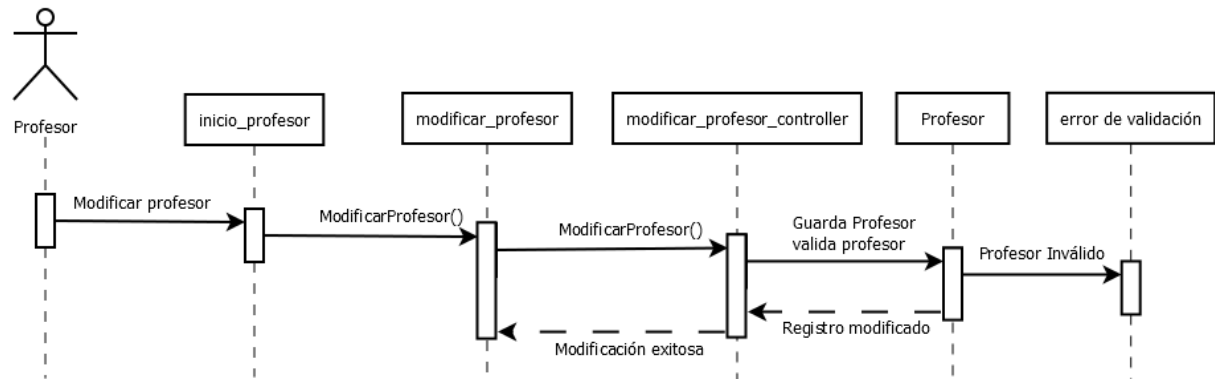 Profesor
inicio_profesor
modificar_profesor
modificar_profesor_controller
Profesor
error de validación
Modificar profesor
ModificarProfesor()
ModificarProfesor()
Guarda Profesor
valida profesor
Profesor Inválido
Registro modificado
Modificación exitosa